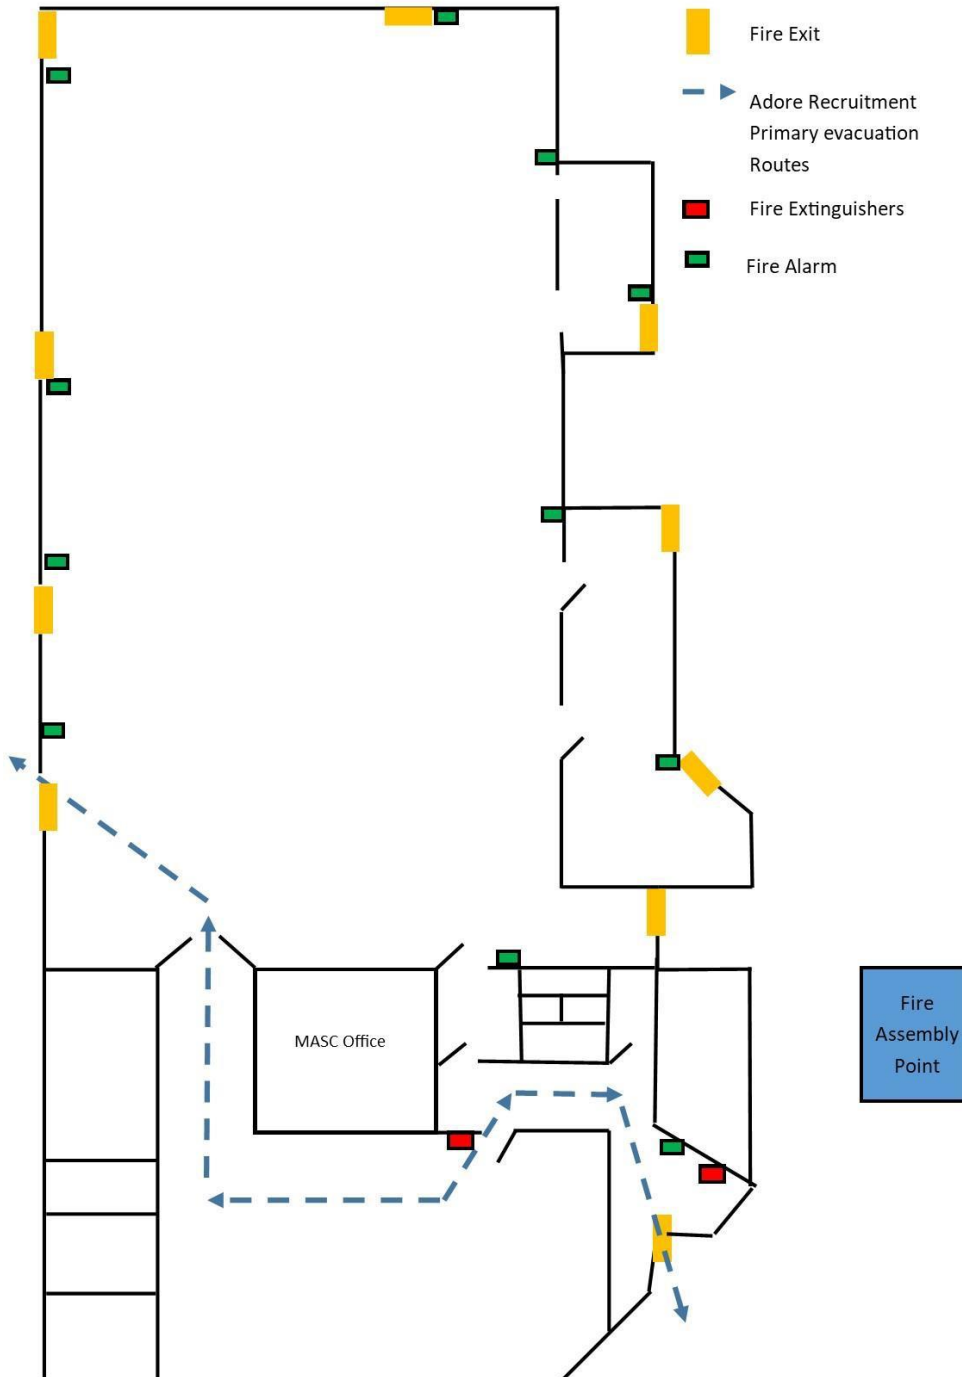 Fire Exit
Adore Recruitment
Primary evacuation
Routes
Fire Extinguishers
Fire Alarm
MASC Office
Fire
Assembly
Point